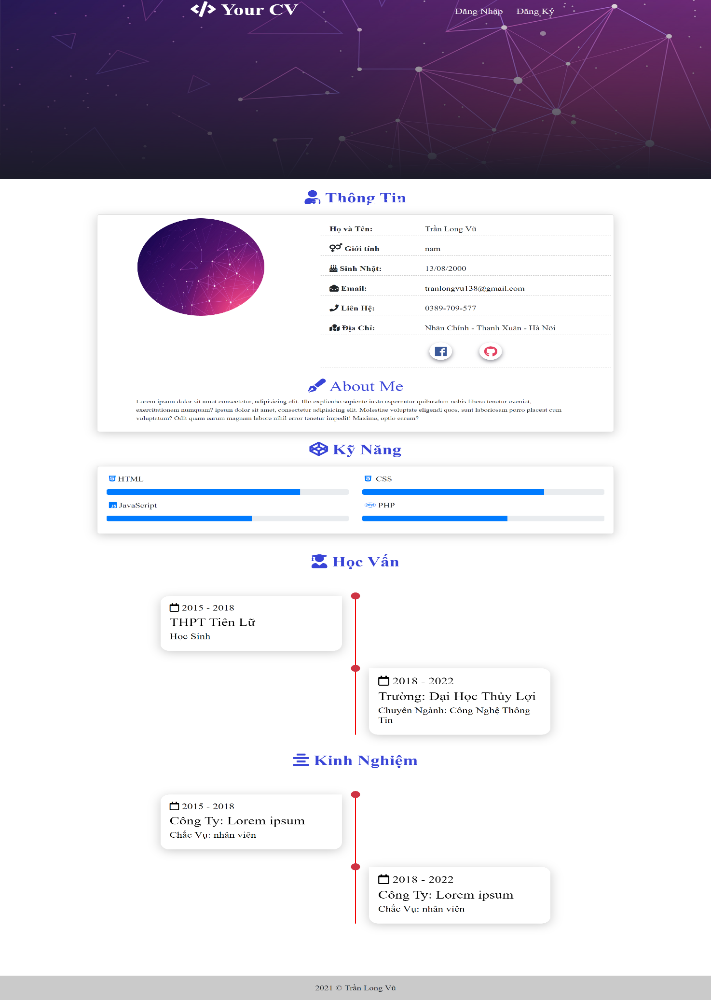 Your CV
Đăng Nhập Đăng Ký
Thông Tin
Họ và Tên: Trần Long Vũ
Giới tính nam
Sinh Nhật: 13/08/2000
Email: tranlongvu138@gmail.com
Liên Hệ: 0389-709-577
Địa Chỉ: Nhân Chính - Thanh Xuân - Hà Nội
About Me
Lorem ipsum dolor sit amet consectetur, adipisicing elit. Illo explicabo sapiente iusto aspernatur quibusdam nobis libero tenetur eveniet,
exercitationem numquam? ipsum dolor sit amet, consectetur adipisicing elit. Molestiae voluptate eligendi quos, sunt laboriosam porro placeat cum
voluptatum? Odit quam earum magnam labore nihil error tenetur impedit! Maxime, optio earum?
Kỹ Năng
HTML
CSS
JS JavaScript
php PHP
Học Vấn
2015 - 2018
THPT Tiên Lữ
Học Sinh
2018 - 2022
Trường: Đại Học Thủy Lợi
Chuyên Ngành: Công Nghệ Thông
Tin
Kinh Nghiệm
2015 - 2018
Công Ty: Lorem ipsum
Chắc Vụ: nhân viên
2018 - 2022
Công Ty: Lorem ipsum
Chắc Vụ: nhân viên
2021 © Trần Long Vũ